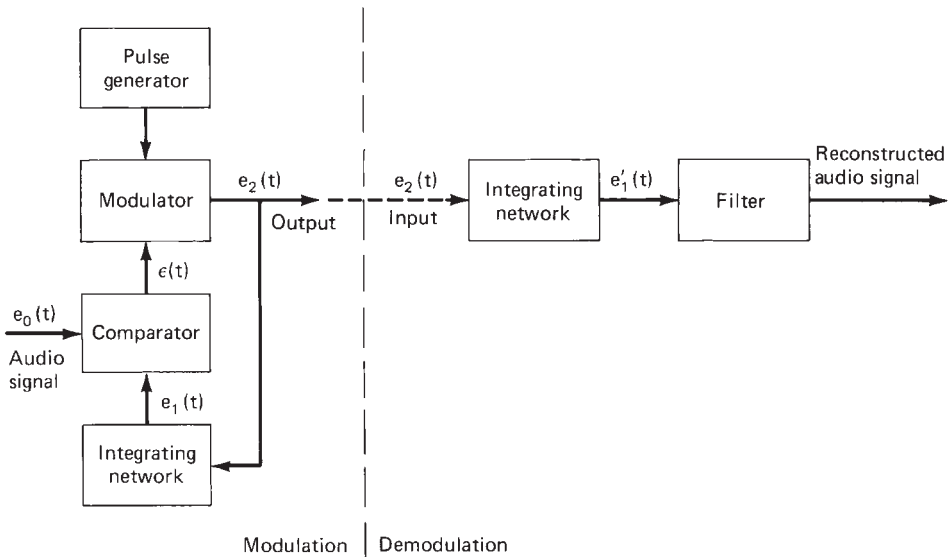 Pulse
generator
Modulator
e₂(t)
Output
e₂(t)
Input
Integrating
network
e′₁(t)
Filter
Reconstructed
audio signal
ϵ(t)
e₀(t)
Audio
signal
Comparator
e₁(t)
Integrating
network
Modulation
Demodulation